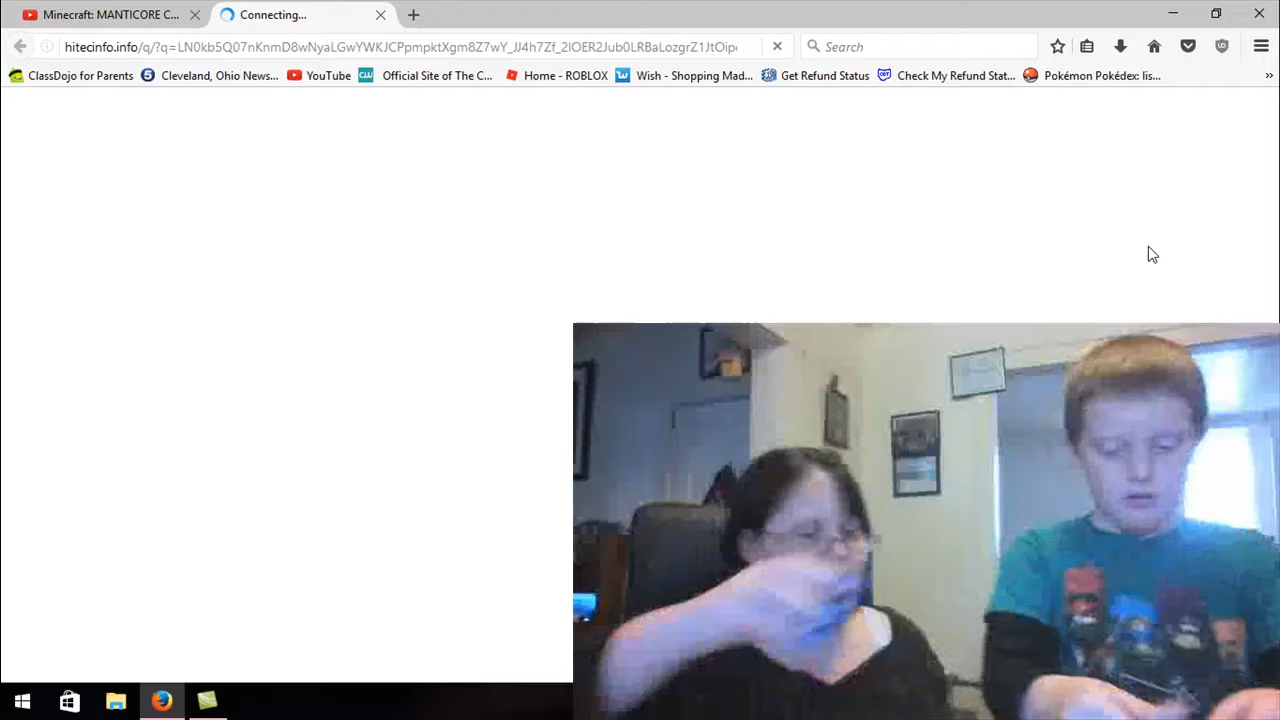 Minecraft: MANTICORE C...
Connecting...
hitecinfo.info/q/?q=
Search
ClassDojo for Parents
Cleveland, Ohio News...
YouTube
CW Official Site of The C...
Home - ROBLOX
Wish - Shopping Mad...
Get Refund Status
Check My Refund Stat...
Pokémon Pokédex: lis...